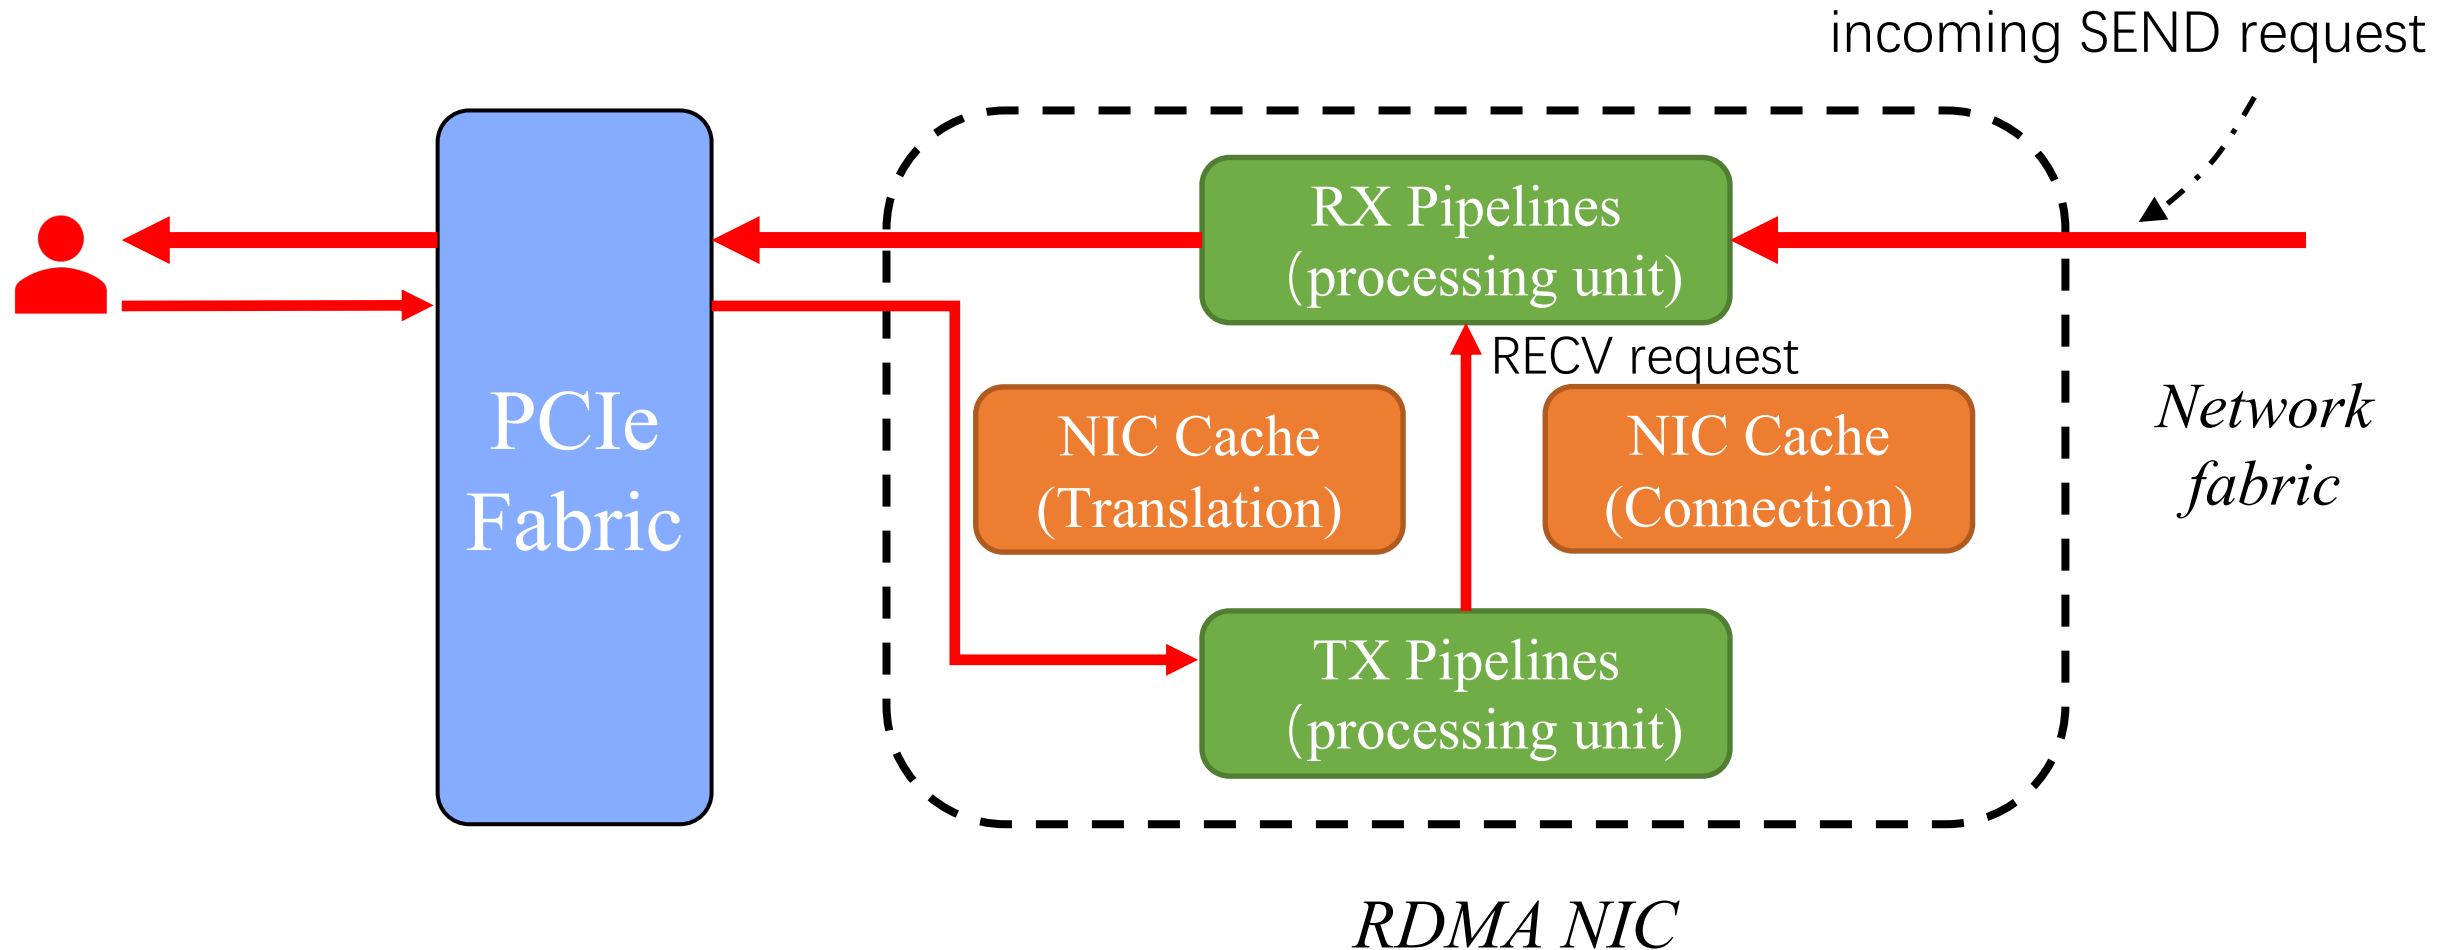 incoming SEND request
RX Pipelines
(processing unit)
RECV request
PCIe
Fabric
NIC Cache
(Translation)
NIC Cache
(Connection)
Network
fabric
TX Pipelines
(processing unit)
RDMA NIC